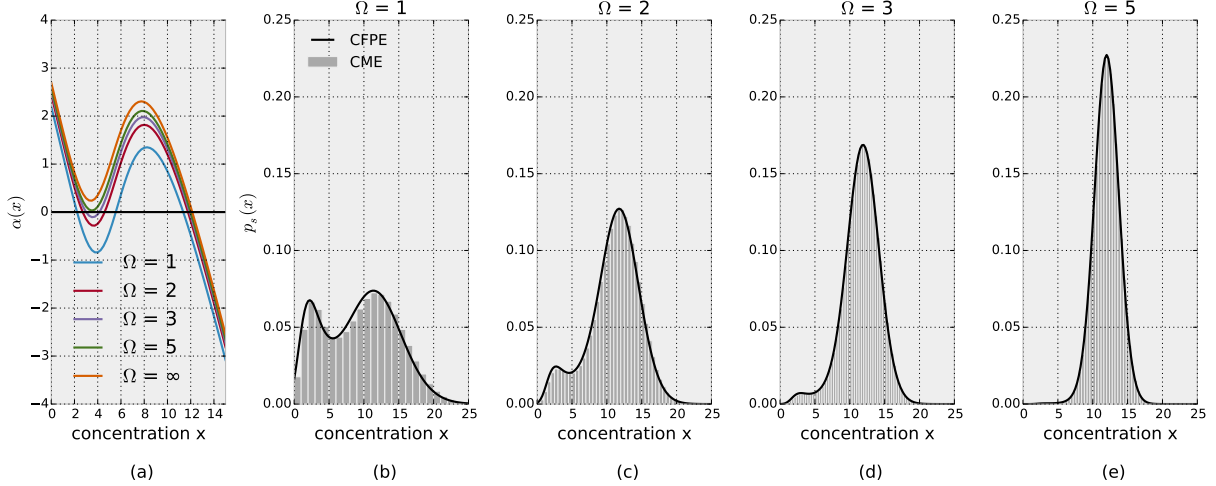 Ω = 1
Ω = 2
Ω = 3
Ω = 5
4
3
2
1
0
−1
−2
−3
−4
α(x)
Ω = 1
Ω = 2
Ω = 3
Ω = 5
Ω = ∞
0 2 4 6 8 10 12 14
concentration x
(a)
0.25
0.20
0.15
0.10
0.05
0.00
p_s(x)
CFPE
CME
0 5 10 15 20 25
concentration x
(b)
0.25
0.20
0.15
0.10
0.05
0.00
0 5 10 15 20 25
concentration x
(c)
0.25
0.20
0.15
0.10
0.05
0.00
0 5 10 15 20 25
concentration x
(d)
0.25
0.20
0.15
0.10
0.05
0.00
0 5 10 15 20 25
concentration x
(e)